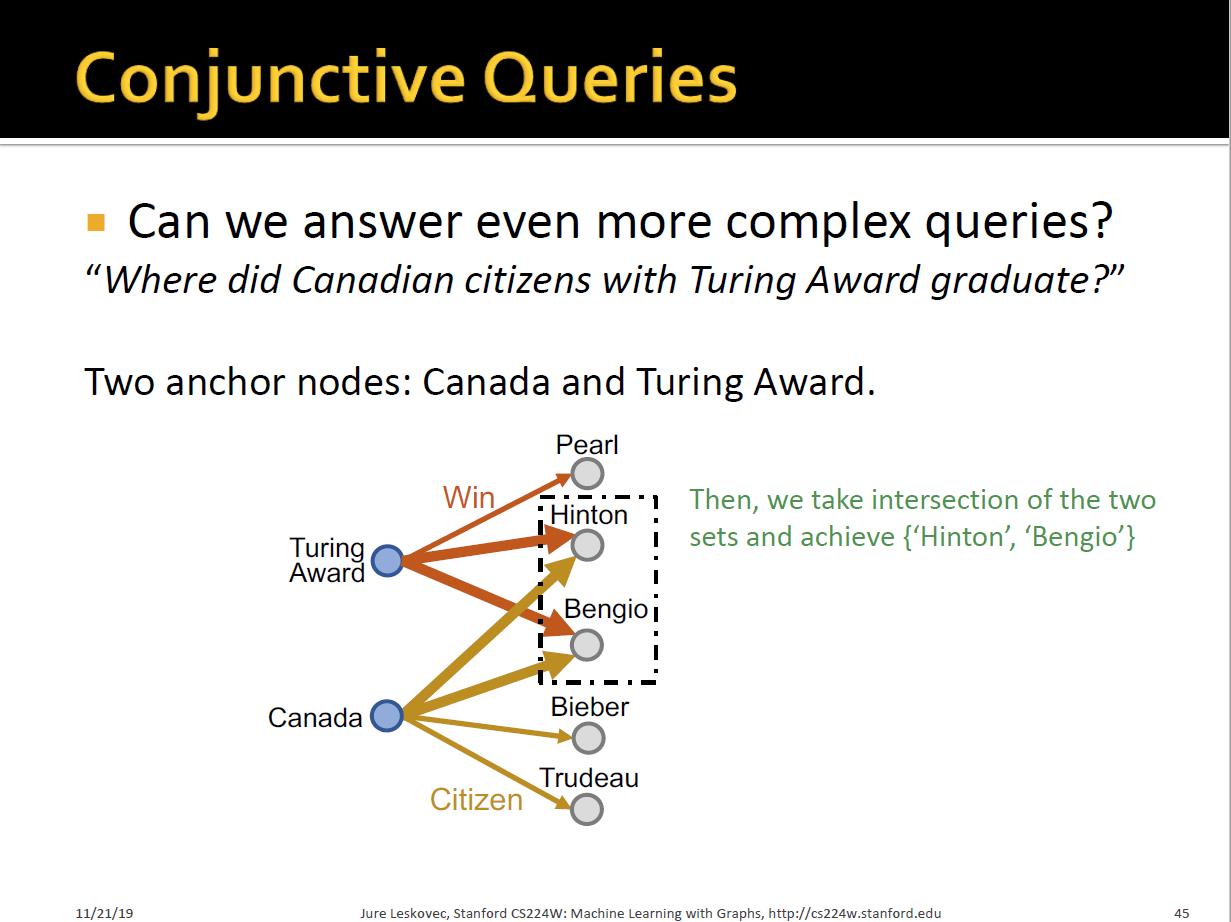 Conjunctive Queries
Can we answer even more complex queries?
“Where did Canadian citizens with Turing Award graduate?”
Two anchor nodes: Canada and Turing Award.
Pearl
Win
Hinton
Then, we take intersection of the two
sets and achieve {‘Hinton’, ‘Bengio’}
Turing
Award
Bengio
Canada
Bieber
Trudeau
Citizen
11/21/19
Jure Leskovec, Stanford CS224W: Machine Learning with Graphs, http://cs224w.stanford.edu
45